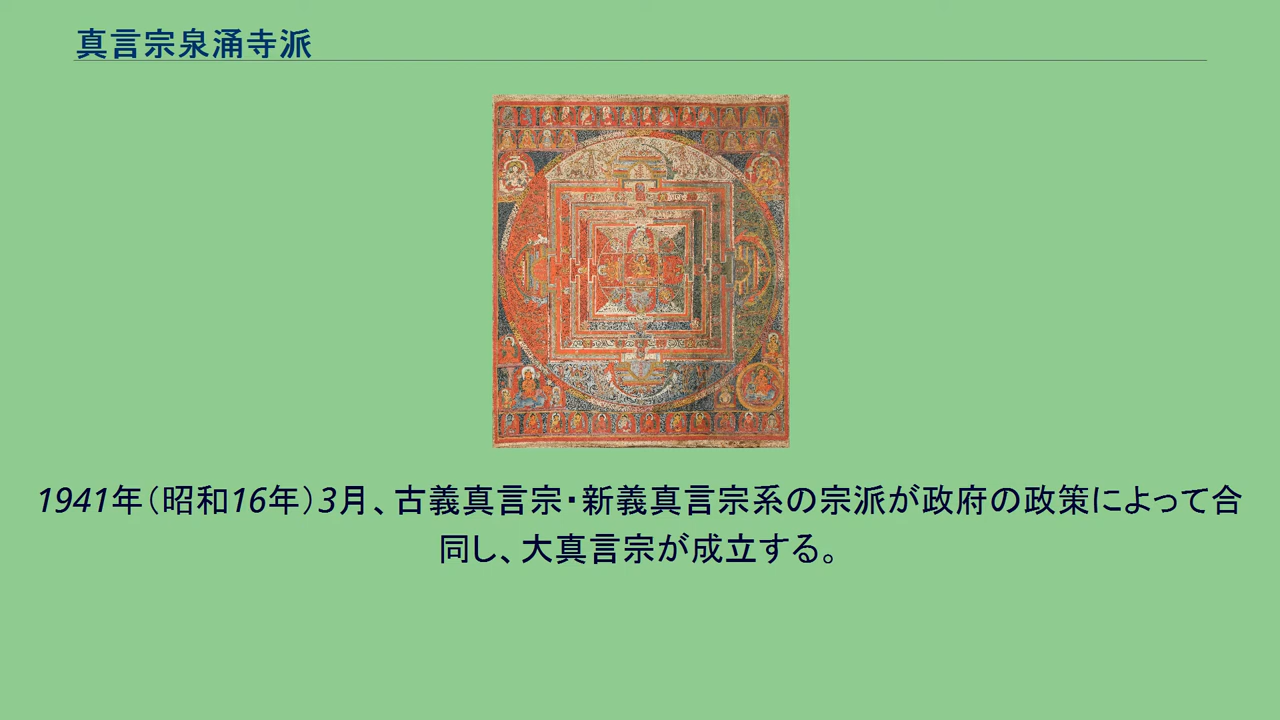 真言宗泉涌寺派
1941年（昭和16年）3月、古義真言宗・新義真言宗系の宗派が政府の政策によって合
同し、大真言宗が成立する。